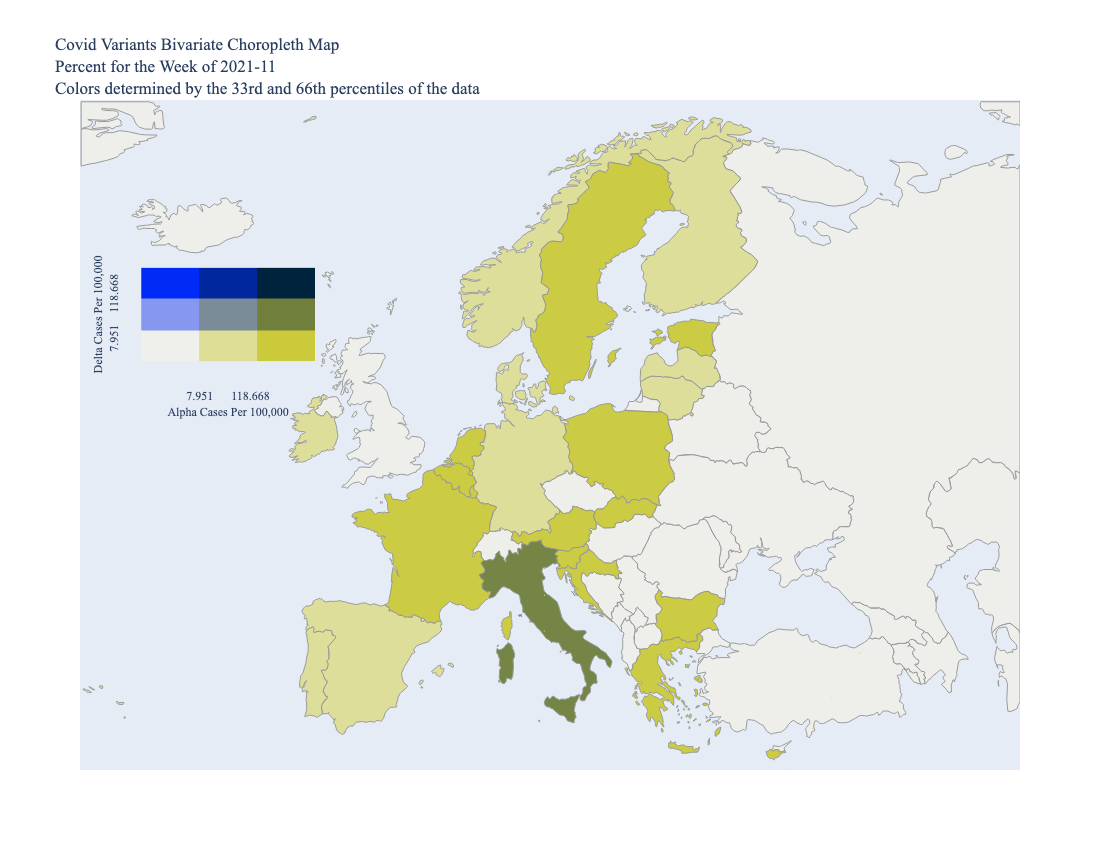 Covid Variants Bivariate Choropleth Map
Percent for the Week of 2021-11
Colors determined by the 33rd and 66th percentiles of the data
Delta Cases Per 100,000
7.951 118.668
7.951 118.668
Alpha Cases Per 100,000